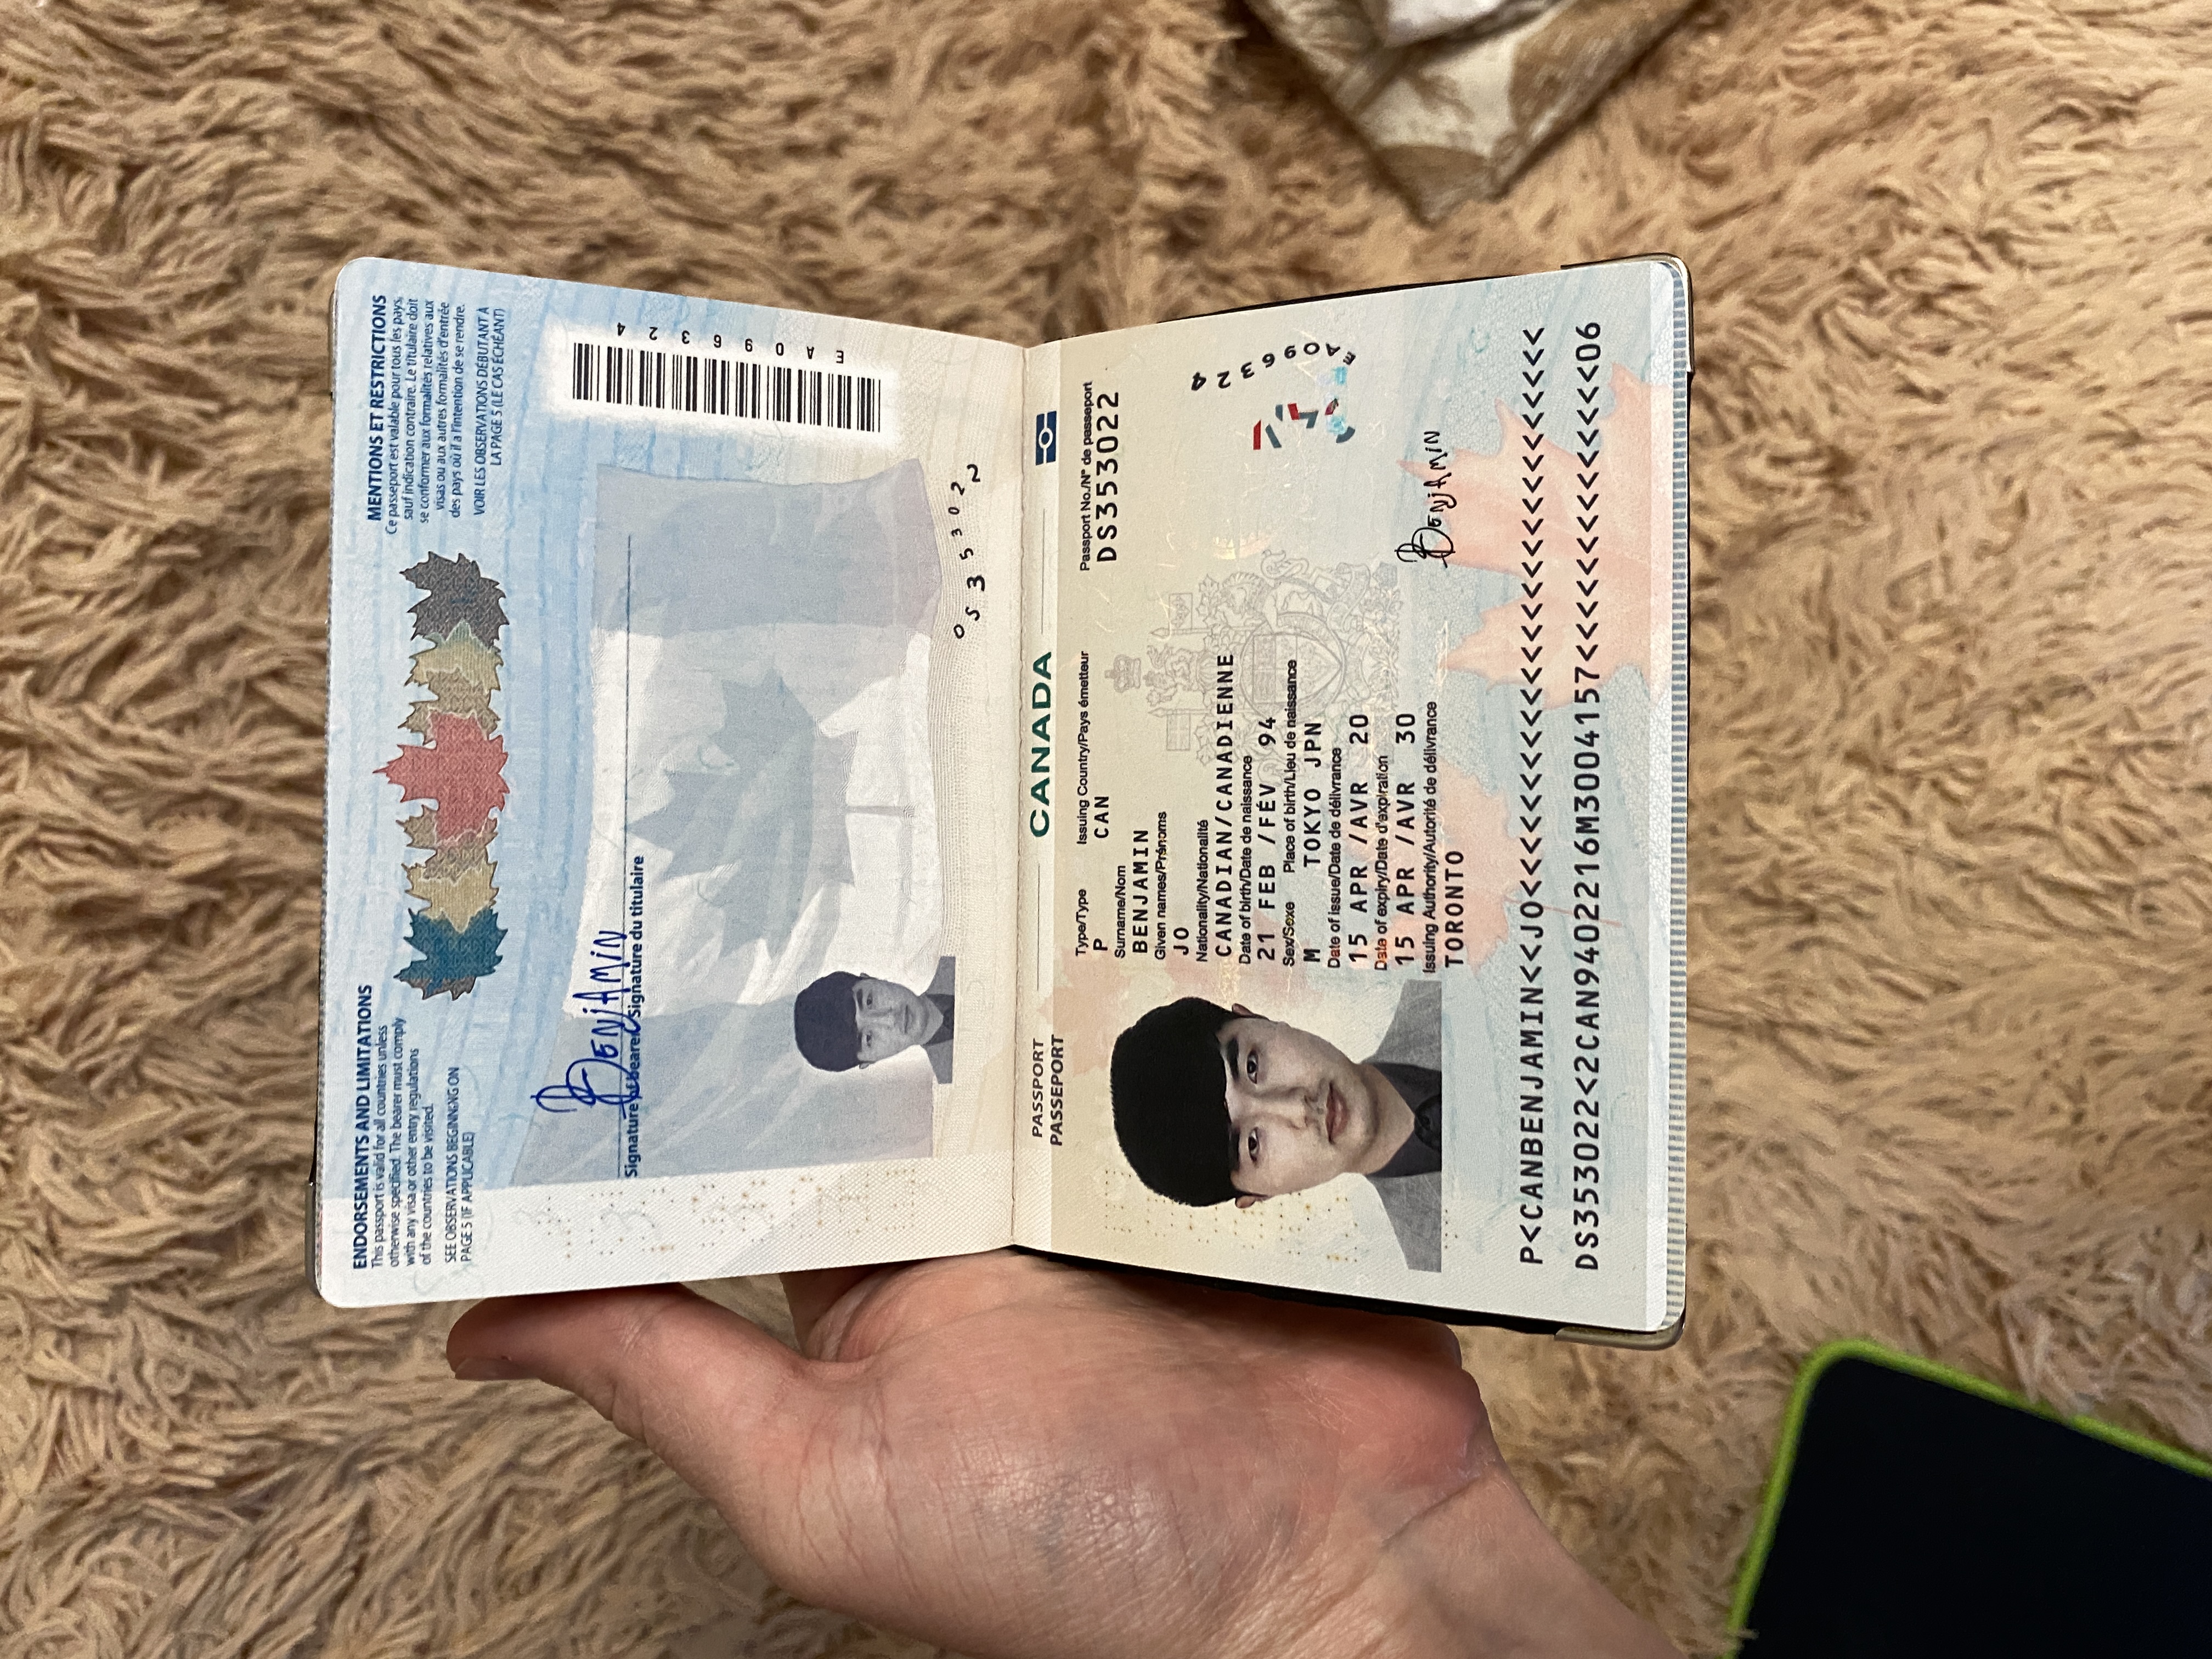 ENDORSEMENTS AND LIMITATIONS
This passport is valid for all countries unless
otherwise specified. The bearer must comply
with any visa or other entry regulations
of the countries to be visited.
SEE OBSERVATIONS BEGINNING ON
PAGE 5 (IF APPLICABLE)
MENTIONS ET RESTRICTIONS
Ce passeport est valable pour tous les pays,
sauf indication contraire. Le titulaire doit
se conformer aux formalités relatives aux
visas ou aux autres formalités d'entrée
des pays où il a l'intention de se rendre.
VOIR LES OBSERVATIONS DÉBUTANT À
LA PAGE 5 (LE CAS ÉCHÉANT)
BENJAMIN
Signature of bearer/Signature du titulaire
EA096324
DS353022
PASSPORT
PASSEPORT
CANADA
Type/Type Issuing Country/Pays émetteur Passport No./N° de passeport
P CAN DS353022
Surname/Nom
BENJAMIN
Given names/Prénoms
JO
Nationality/Nationalité
CANADIAN/CANADIENNE
Date of birth/Date de naissance
21 FEB /FÉV 94
Sex/Sexe Place of birth/Lieu de naissance
M TOKYO JPN
Date of issue/Date de délivrance
15 APR /AVR 20
Date of expiry/Date d'expiration
15 APR /AVR 30
Issuing Authority/Autorité de délivrance
TORONTO
EA096324
BENJAMIN
P<CANBENJAMIN<<JO<<<<<<<<<<<<<<<<<<<<<<<<<<<
DS353022<2CAN9402216M3004157<<<<<<<<<<<<<<06